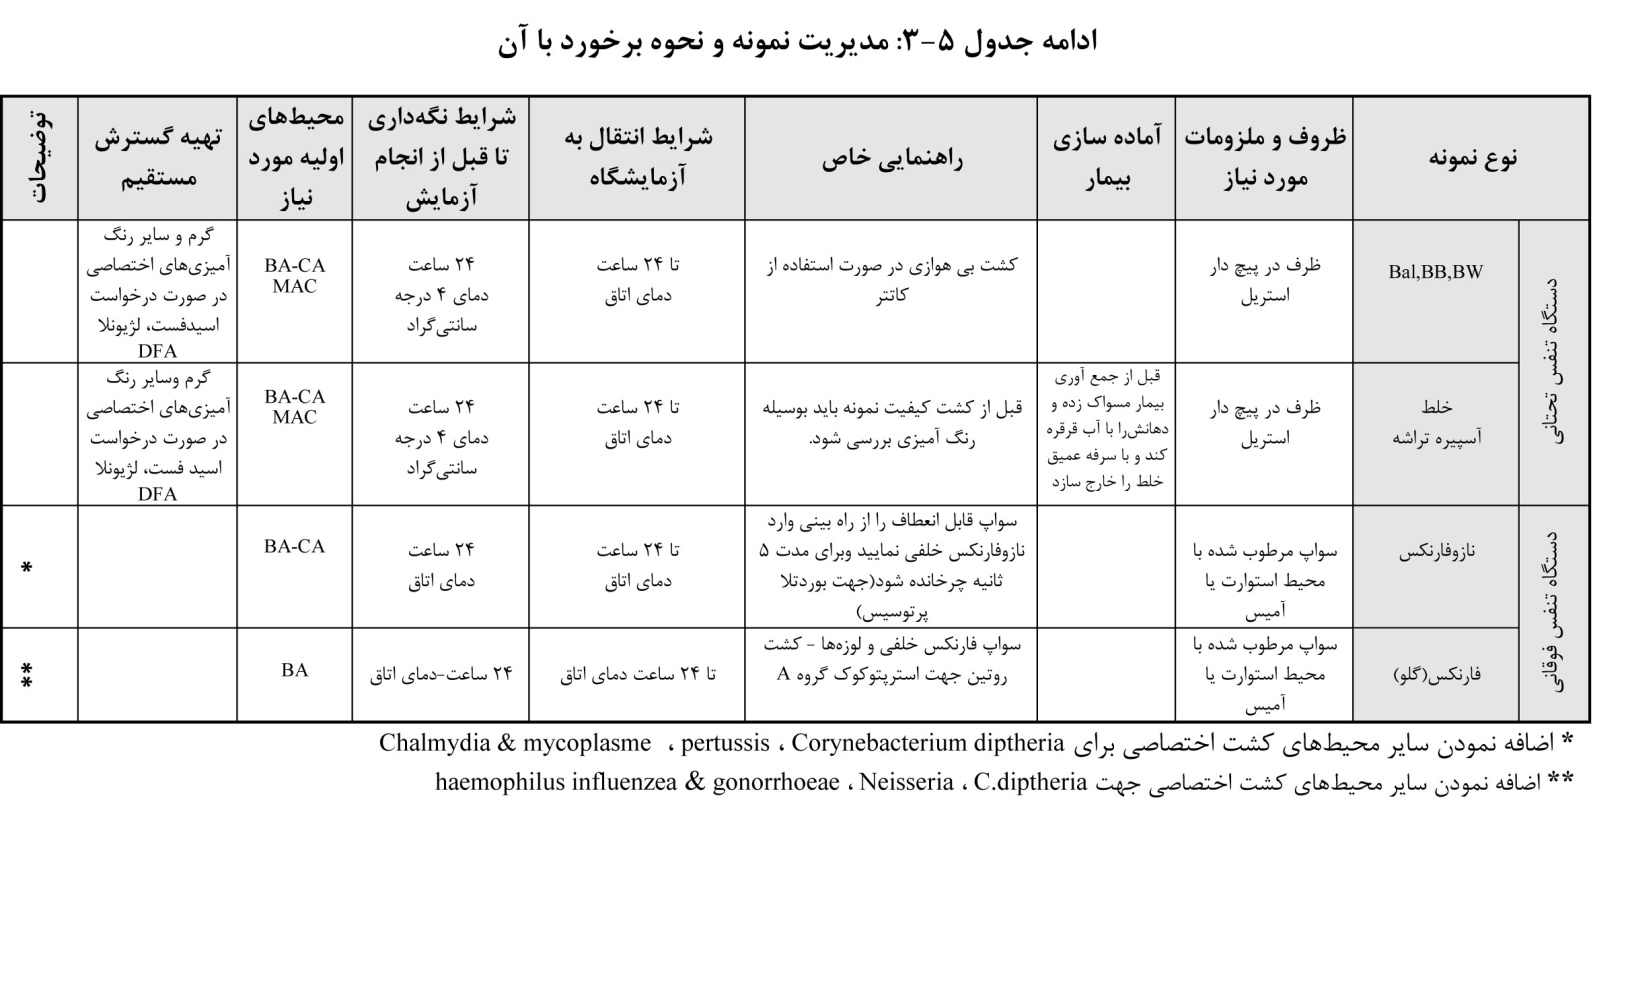 ادامه جدول ۵-۳: مدیریت نمونه و نحوه برخورد با آن
نوع نمونه
ظروف و ملزومات
مورد نیاز
آماده سازی
بیمار
راهنمایی خاص
شرایط انتقال به
آزمایشگاه
شرایط نگه‌داری
تا قبل از انجام
آزمایش
محیط‌های
اولیه مورد
نیاز
تهیه گسترش
مستقیم
توضیحات
دستگاه تنفس تحتانی
Bal,BB,BW
ظرف در پیچ دار
استریل
کشت بی هوازی در صورت استفاده از
کاتتر
تا ۲۴ ساعت
دمای اتاق
۲۴ ساعت
دمای ۴ درجه
سانتی‌گراد
BA-CA
MAC
گرم و سایر رنگ
آمیزی‌های اختصاصی
در صورت درخواست
اسیدفست، لژیونلا
DFA
خلط
آسپیره تراشه
ظرف در پیچ دار
استریل
قبل از جمع آوری
بیمار مسواک زده و
دهانش‌را با آب قرقره
کند و با سرفه عمیق
خلط را خارج سازد
قبل از کشت کیفیت نمونه باید بوسیله
رنگ آمیزی بررسی شود.
تا ۲۴ ساعت
دمای اتاق
۲۴ ساعت
دمای ۴ درجه
سانتی‌گراد
BA-CA
MAC
گرم وسایر رنگ
آمیزی‌های اختصاصی
در صورت درخواست
اسید فست، لژیونلا
DFA
دستگاه تنفس فوقانی
نازوفارنکس
سواپ مرطوب شده با
محیط استوارت یا
آمیس
سواپ قابل انعطاف را از راه بینی وارد
نازوفارنکس خلفی نمایید وبرای مدت ۵
ثانیه چرخانده شود(جهت بوردتلا
پرتوسیس)
تا ۲۴ ساعت
دمای اتاق
۲۴ ساعت
دمای اتاق
BA-CA
*
فارنکس(گلو)
سواپ مرطوب شده با
محیط استوارت یا
آمیس
سواپ فارنکس خلفی و لوزه‌ها - کشت
روتین جهت استرپتوکوک گروه A
تا ۲۴ ساعت دمای اتاق
۲۴ ساعت-دمای اتاق
BA
**
* اضافه نمودن سایر محیط‌های کشت اختصاصی برای Corynebacterium diptheria ، pertussis ، Chalmydia & mycoplasme
** اضافه نمودن سایر محیط‌های کشت اختصاصی جهت C.diptheria ، Neisseria ، haemophilus influenzea & gonorrhoeae